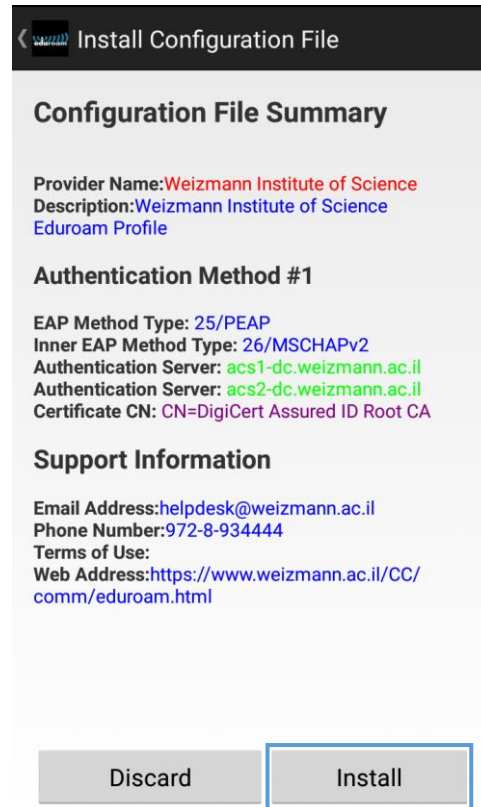 eduroam Install Configuration File
Configuration File Summary
Provider Name:Weizmann Institute of Science
Description:Weizmann Institute of Science
Eduroam Profile
Authentication Method #1
EAP Method Type: 25/PEAP
Inner EAP Method Type: 26/MSCHAPv2
Authentication Server: acs1-dc.weizmann.ac.il
Authentication Server: acs2-dc.weizmann.ac.il
Certificate CN: CN=DigiCert Assured ID Root CA
Support Information
Email Address:helpdesk@weizmann.ac.il
Phone Number:972-8-934444
Terms of Use:
Web Address:https://www.weizmann.ac.il/CC/
comm/eduroam.html
Discard Install